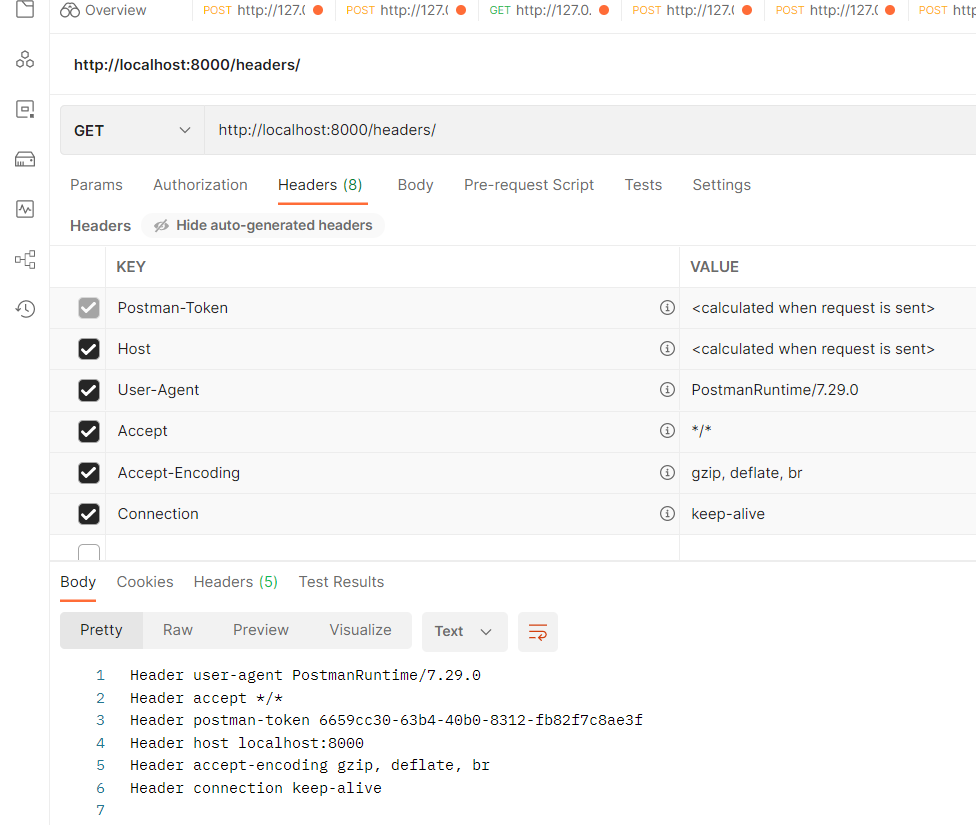 Overview POST http://127.( POST http://127.( GET http://127.0. POST http://127.( POST http://127.( POST http
http://localhost:8000/headers/
GET http://localhost:8000/headers/
Params Authorization Headers (8) Body Pre-request Script Tests Settings
Headers Hide auto-generated headers
KEY VALUE
Postman-Token <calculated when request is sent>
Host <calculated when request is sent>
User-Agent PostmanRuntime/7.29.0
Accept */*
Accept-Encoding gzip, deflate, br
Connection keep-alive
Body Cookies Headers (5) Test Results
Pretty Raw Preview Visualize Text
1 Header user-agent PostmanRuntime/7.29.0
2 Header accept */*
3 Header postman-token 6659cc30-63b4-40b0-8312-fb82f7c8ae3f
4 Header host localhost:8000
5 Header accept-encoding gzip, deflate, br
6 Header connection keep-alive
7